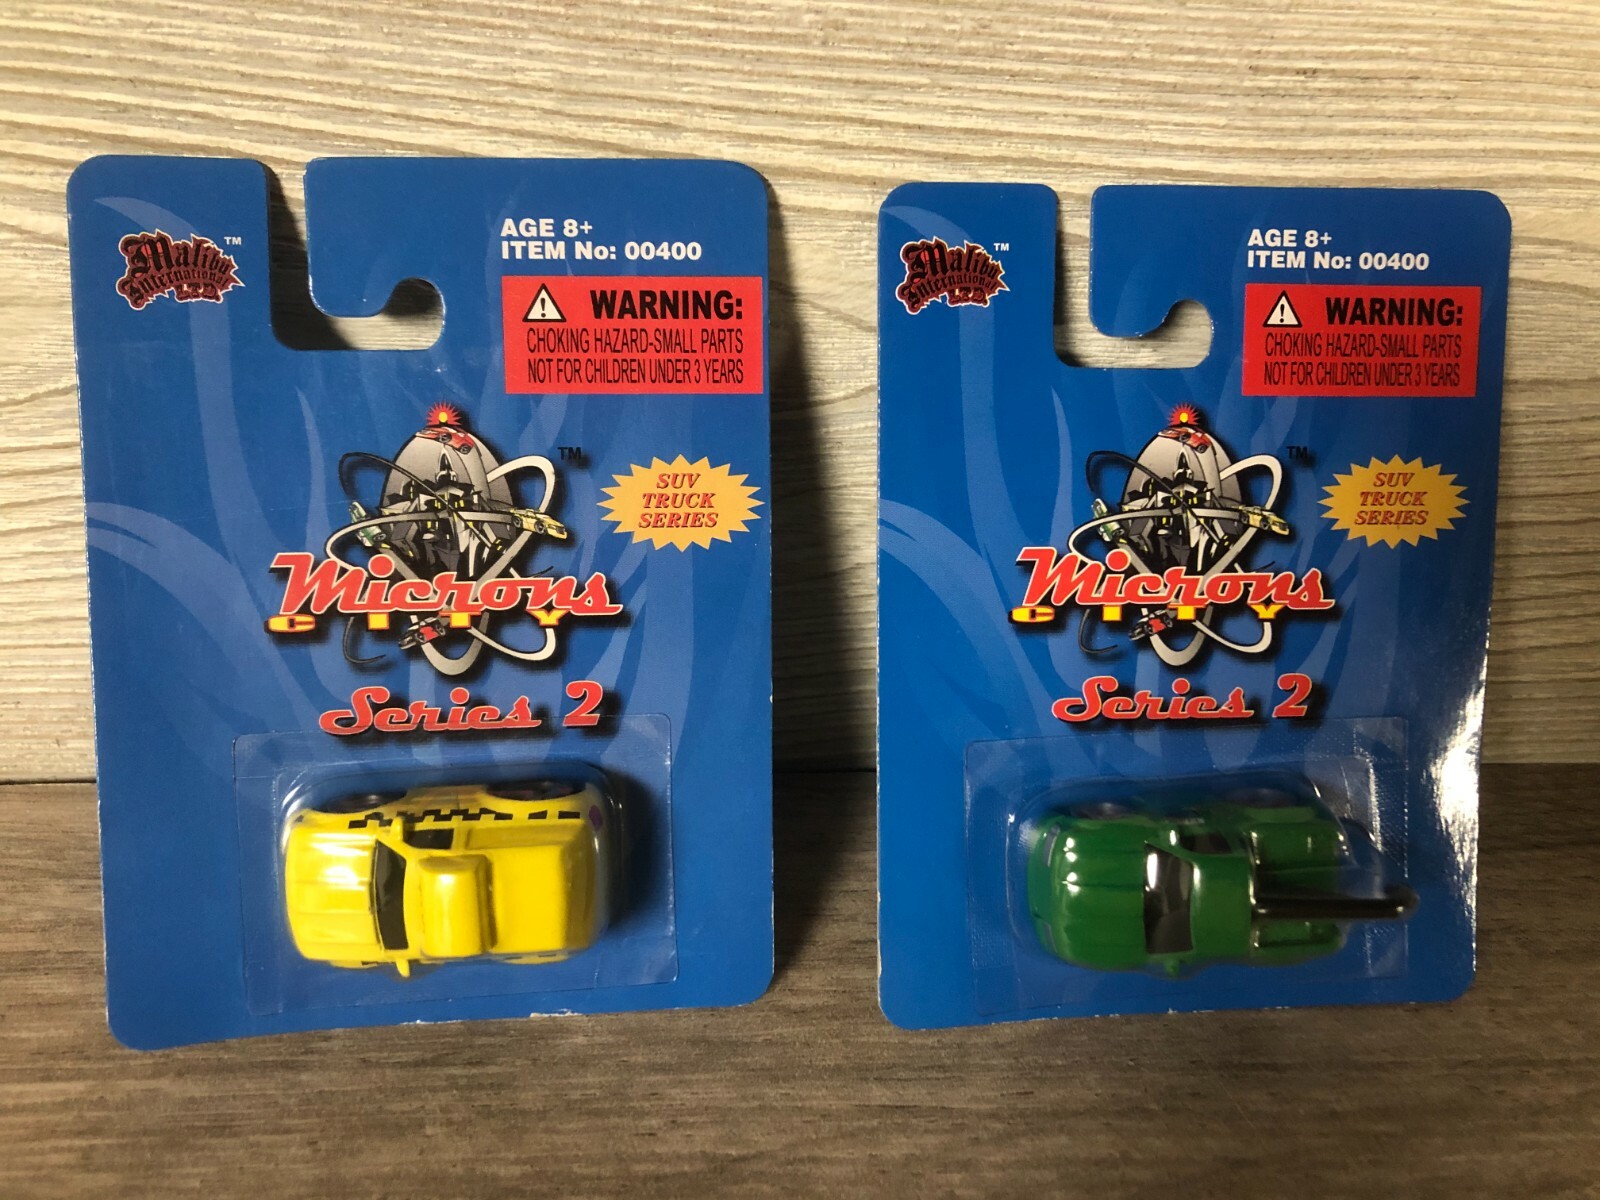 Malibu
International
LTD
TM
AGE 8+
ITEM No: 00400
WARNING:
CHOKING HAZARD-SMALL PARTS
NOT FOR CHILDREN UNDER 3 YEARS
TM
SUV
TRUCK
SERIES
Microns
CITY
Series 2
Malibu
International
LTD
TM
AGE 8+
ITEM No: 00400
WARNING:
CHOKING HAZARD-SMALL PARTS
NOT FOR CHILDREN UNDER 3 YEARS
TM
SUV
TRUCK
SERIES
Microns
CITY
Series 2